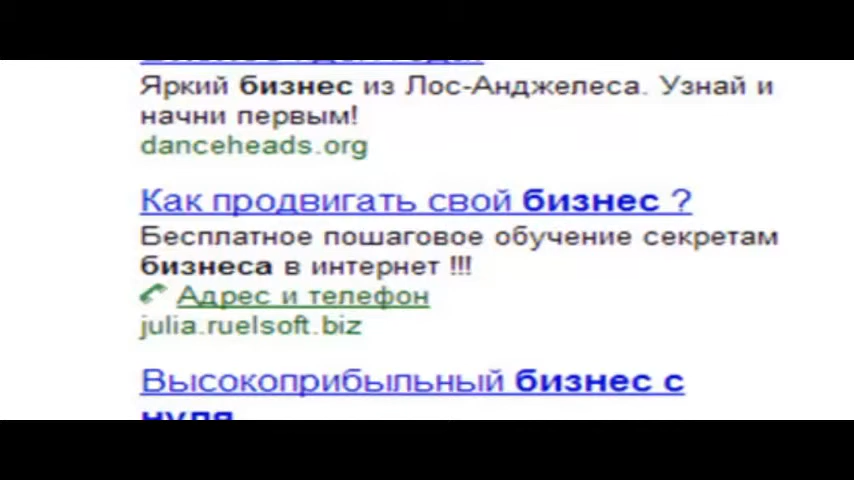 Яркий бизнес из Лос-Анджелеса. Узнай и
начни первым!
danceheads.org
Как продвигать свой бизнес ?
Бесплатное пошаговое обучение секретам
бизнеса в интернет !!!
Адрес и телефон
julia.ruelsoft.biz
Высокоприбыльный бизнес с
нуля